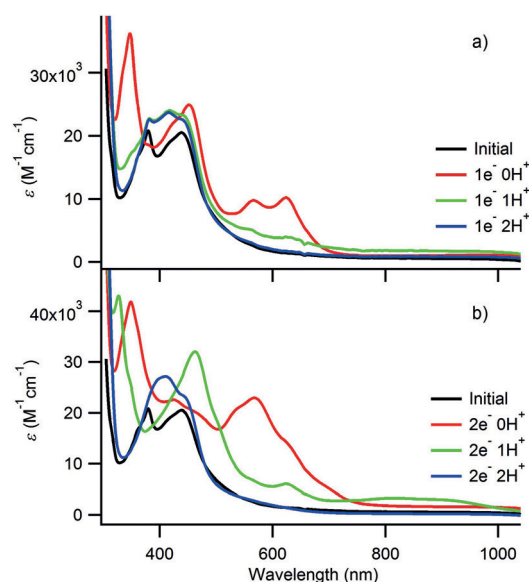 a)
30x10³
20
10
0
ε (M⁻¹ cm⁻¹)
Initial
1e⁻ 0H⁺
1e⁻ 1H⁺
1e⁻ 2H⁺
b)
40x10³
30
20
10
0
ε (M⁻¹ cm⁻¹)
Initial
2e⁻ 0H⁺
2e⁻ 1H⁺
2e⁻ 2H⁺
400 600 800 1000
Wavelength (nm)